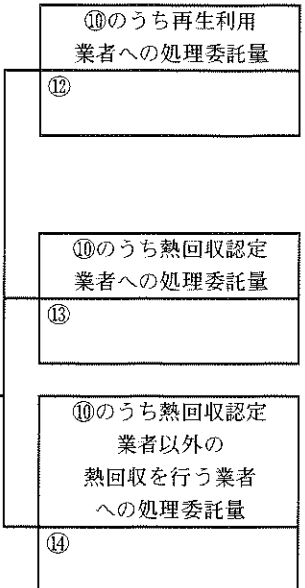 ⑩のうち再生利用
業者への処理委託量
⑫
⑩のうち熱回収認定
業者への処理委託量
⑬
⑩のうち熱回収認定
業者以外の
熱回収を行う業者
への処理委託量
⑭